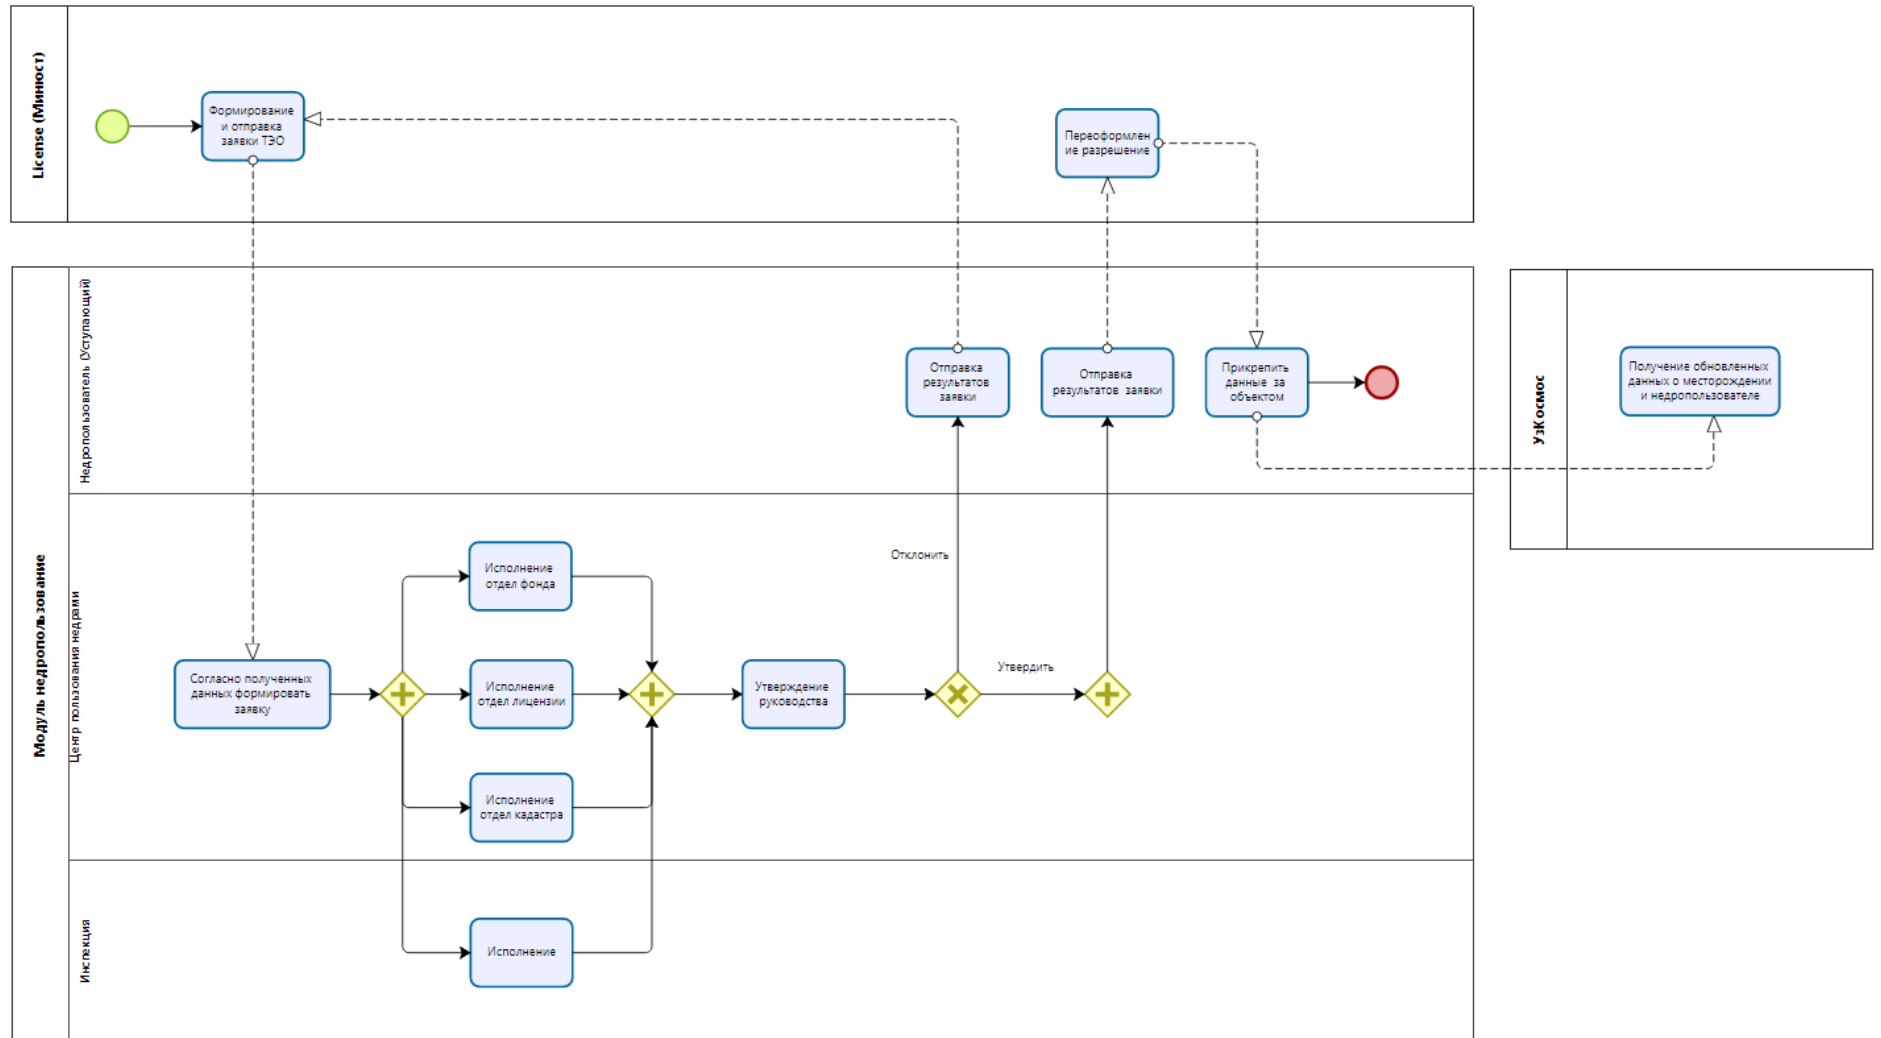 License (Минюст)
Формирование
и отправка
заявки ТЭО
Переоформлен
ие разрешение
Модуль недропользование
Недропользователь (Уступающий)
Отправка
результатов
заявки
Отправка
результатов заявки
Прикрепить
данные за
объектом
УзКосмос
Получение обновленных
данных о месторождении
и недропользователе
Центр пользования недрами
Отклонить
Исполнение
отдел фонда
Утвердить
Согласно полученных
данных формировать
заявку
Исполнение
отдел лицензии
Утверждение
руководства
Исполнение
отдел кадастра
Инспекция
Исполнение